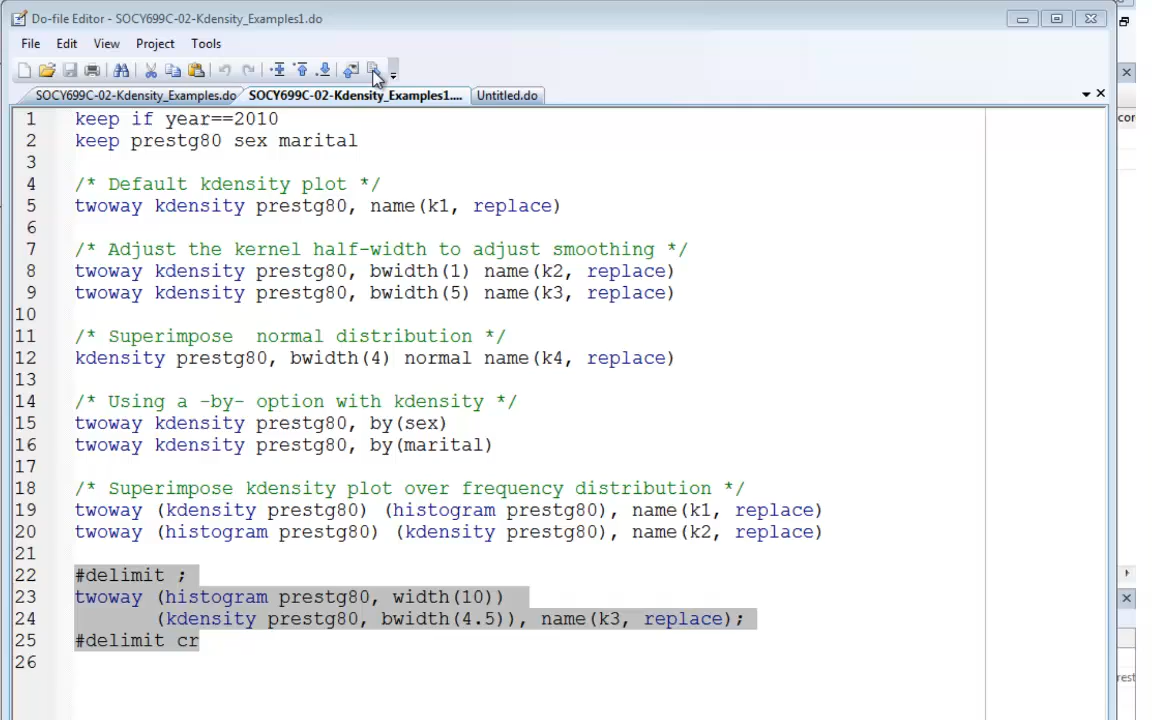 Do-file Editor - SOCY699C-02-Kdensity_Examples1.do
File Edit View Project Tools
SOCY699C-02-Kdensity_Examples.do SOCY699C-02-Kdensity_Examples1.... Untitled.do
1 keep if year==2010
2 keep prestg80 sex marital
3
4 /* Default kdensity plot */
5 twoway kdensity prestg80, name(k1, replace)
6
7 /* Adjust the kernel half-width to adjust smoothing */
8 twoway kdensity prestg80, bwidth(1) name(k2, replace)
9 twoway kdensity prestg80, bwidth(5) name(k3, replace)
10
11 /* Superimpose  normal distribution */
12 kdensity prestg80, bwidth(4) normal name(k4, replace)
13
14 /* Using a -by- option with kdensity */
15 twoway kdensity prestg80, by(sex)
16 twoway kdensity prestg80, by(marital)
17
18 /* Superimpose kdensity plot over frequency distribution */
19 twoway (kdensity prestg80) (histogram prestg80), name(k1, replace)
20 twoway (histogram prestg80) (kdensity prestg80), name(k2, replace)
21
22 #delimit ;
23 twoway (histogram prestg80, width(10))
24 (kdensity prestg80, bwidth(4.5)), name(k3, replace);
25 #delimit cr
26